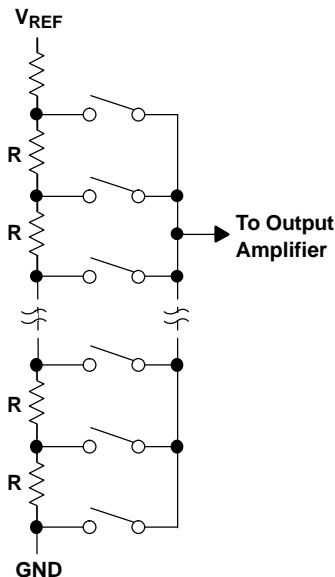 VREF
R
R
To Output
Amplifier
R
R
GND